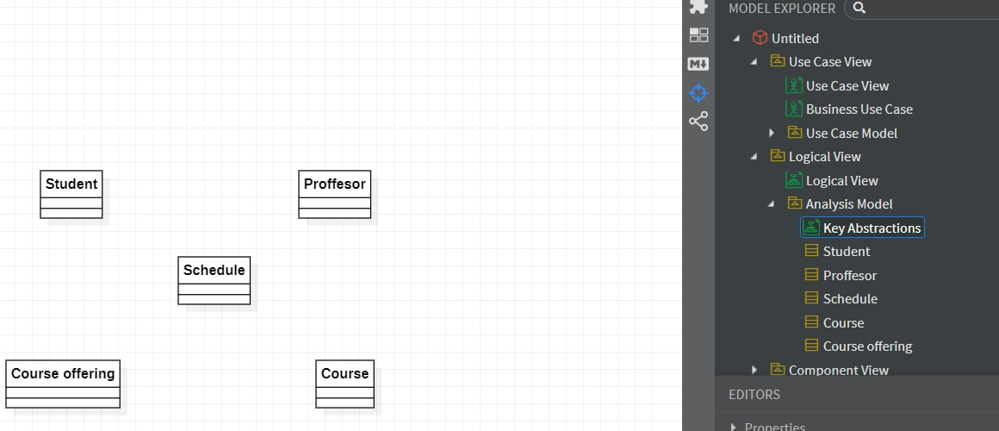 MODEL EXPLORER
Untitled
Use Case View
Use Case View
Business Use Case
Use Case Model
Logical View
Logical View
Analysis Model
Key Abstractions
Student
Proffesor
Schedule
Course
Course offering
Component View
EDITORS
Properties
M
Student
Proffesor
Schedule
Course offering
Course